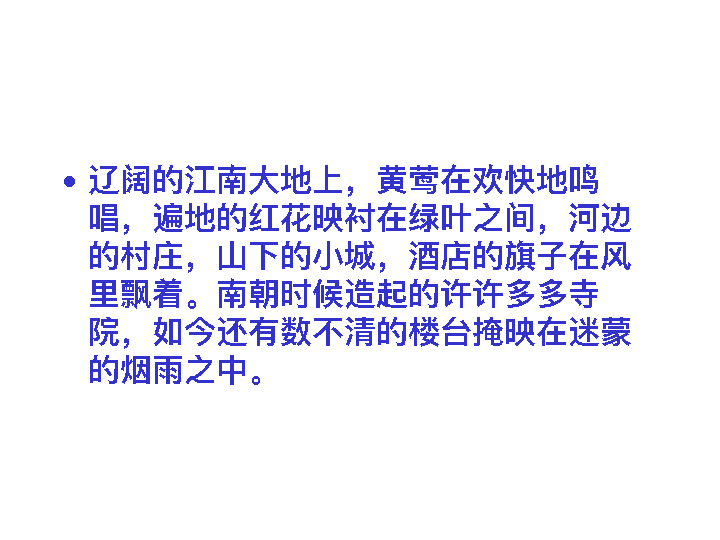 • 辽阔的江南大地上，黄莺在欢快地鸣
唱，遍地的红花映衬在绿叶之间，河边
的村庄，山下的小城，酒店的旗子在风
里飘着。南朝时候造起的许许多多寺
院，如今还有数不清的楼台掩映在迷蒙
的烟雨之中。